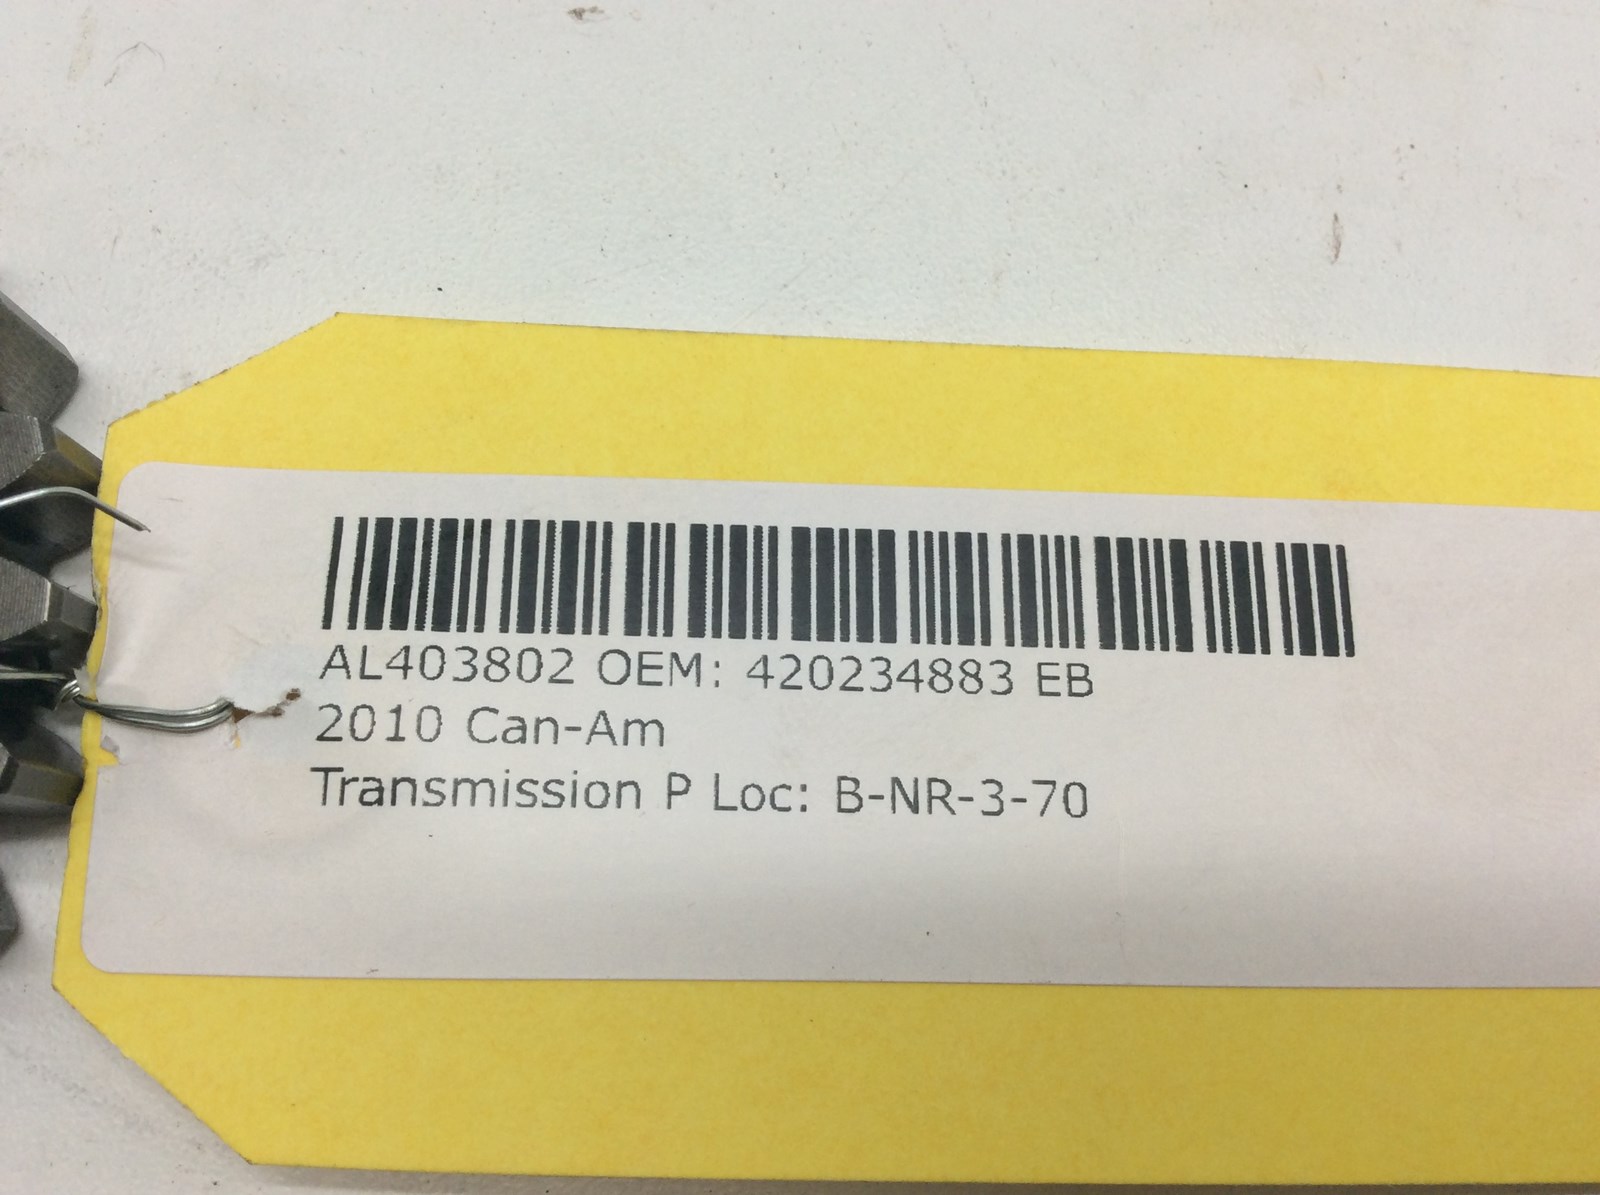 AL403802 OEM: 420234883 EB
2010 Can-Am
Transmission P Loc: B-NR-3-70